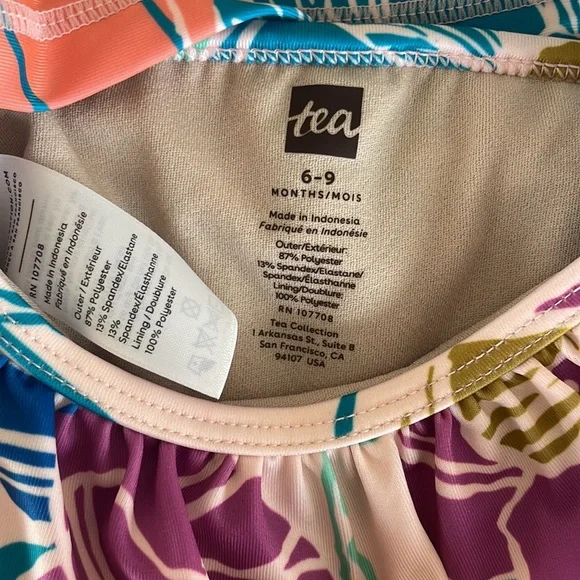 tea
6-9
MONTHS/MOIS
Made in Indonesia
Fabriqué en Indonésie
Outer/Extérieur:
87% Polyester
13% Spandex/Elastane/
Spandex/Élasthanne
Lining/Doublure:
100% Polyester
RN 107708
Tea Collection
1 Arkansas St., Suite B
San Francisco, CA
94107 USA
RN 107708
Made in Indonesia
Fabriqué en Indonésie
Outer / Extérieur
87% Polyester
13% Spandex/Elastane
13%
Spandex/Élasthanne
Lining / Doublure
100% Polyester